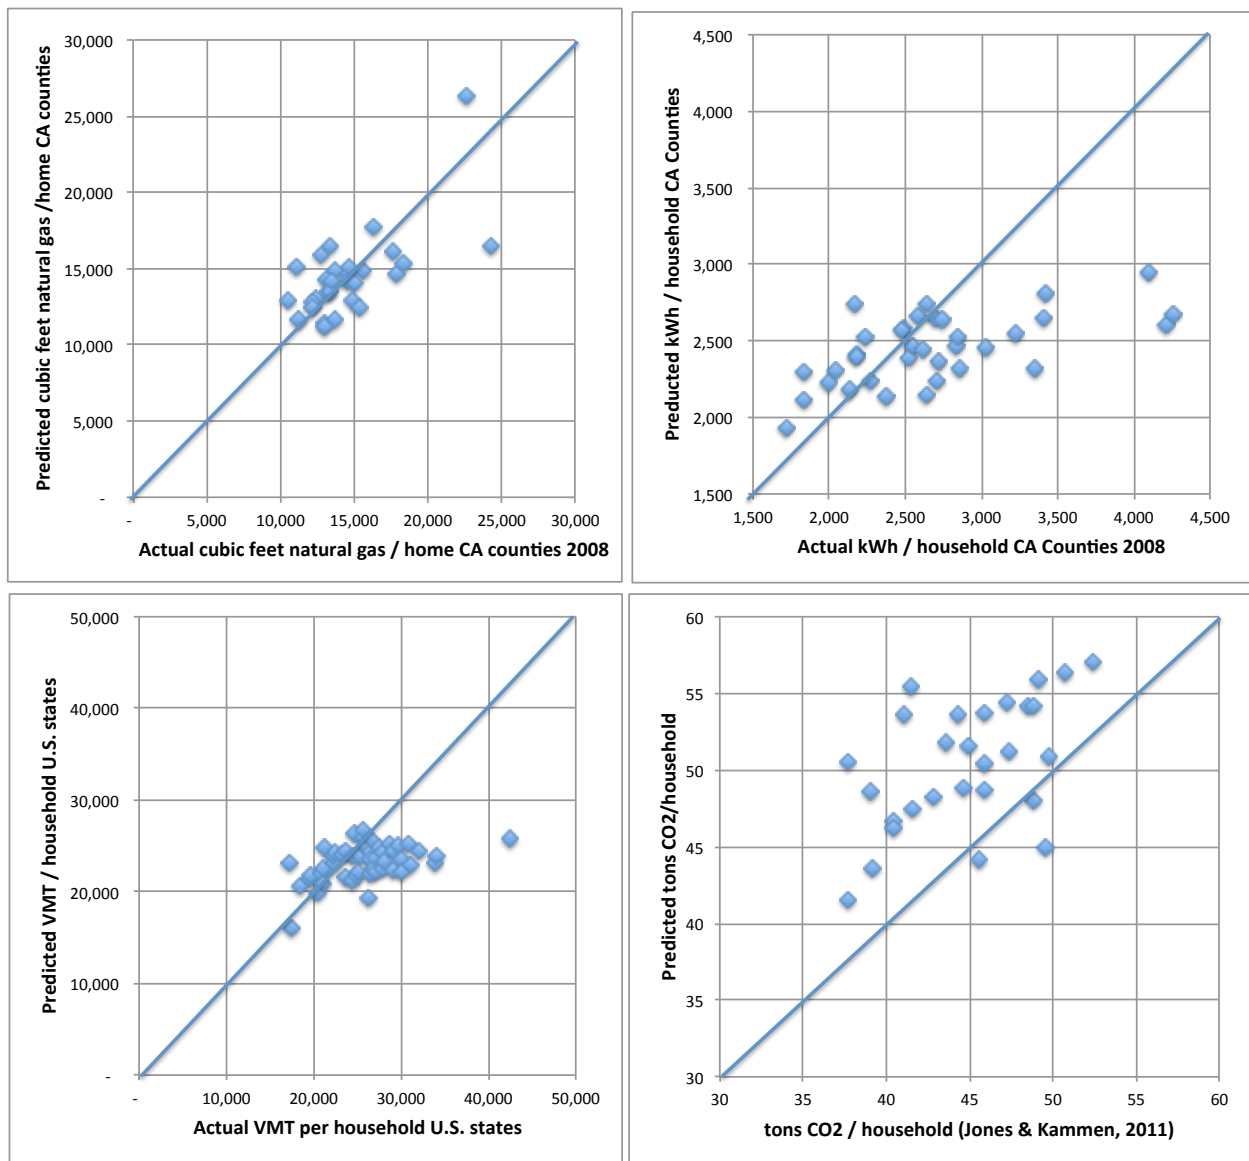 30,000
25,000
20,000
15,000
10,000
5,000
-
Predicted cubic feet natural gas /home CA counties
- 5,000 10,000 15,000 20,000 25,000 30,000
Actual cubic feet natural gas / home CA counties 2008
4,500
4,000
3,500
3,000
2,500
2,000
1,500
Preducted kWh / household CA Counties
1,500 2,000 2,500 3,000 3,500 4,000 4,500
Actual kWh / household CA Counties 2008
50,000
40,000
30,000
20,000
10,000
-
Predicted VMT / household U.S. states
- 10,000 20,000 30,000 40,000 50,000
Actual VMT per household U.S. states
60
55
50
45
40
35
30
Predicted tons CO2/household
30 35 40 45 50 55 60
tons CO2 / household (Jones & Kammen, 2011)